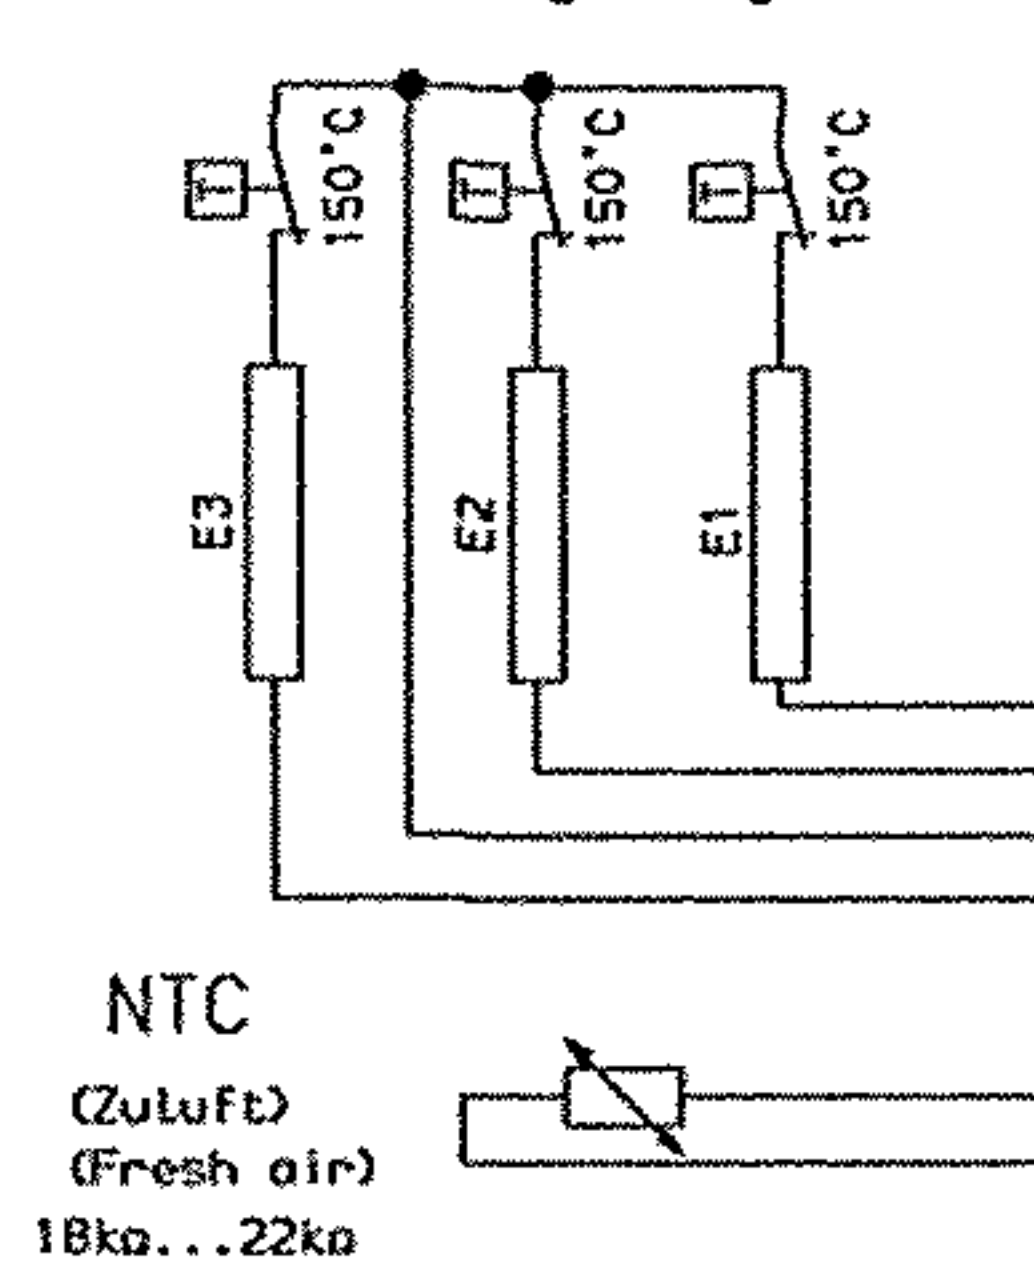 150°C
150°C
150°C
T
T
T
E3
E2
E1
NTC
(Zuluft)
(Fresh air)
18kΩ...22kΩ